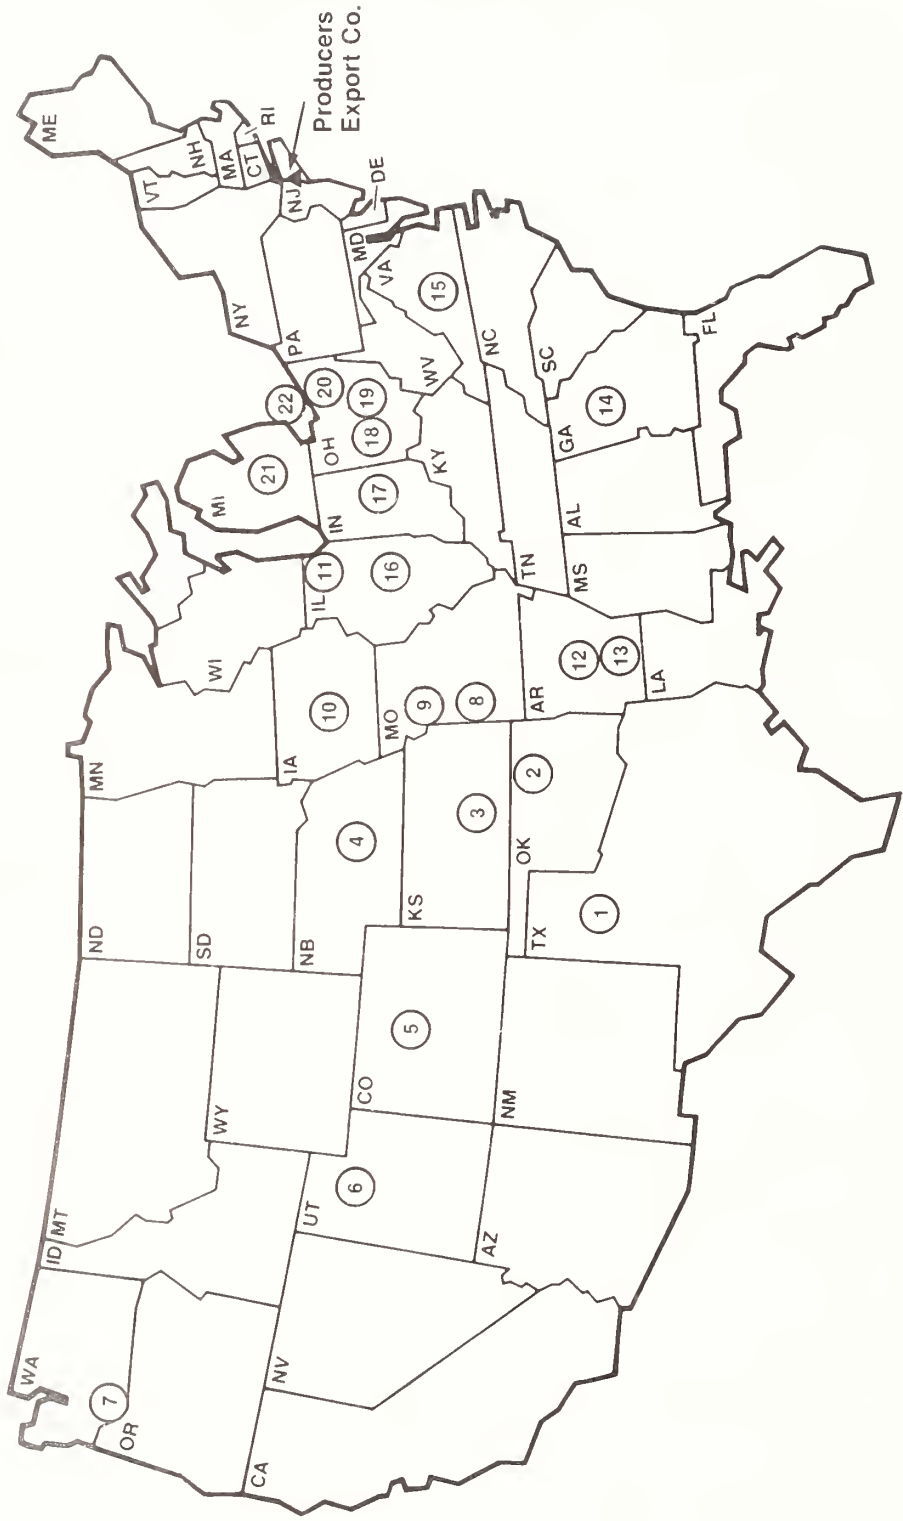 WA
ID
MT
ND
MN
WI
MI
ME
VT
NH
MA
RI
CT
NY
NJ
PA
Producers
Export Co.
DE
MD
OR
7
WY
SD
IA
10
IL
11
IN
17
OH
18
19
20
21
22
WV
VA
15
CA
NV
UT
6
CO
5
NB
4
KS
3
MO
9
8
16
KY
AZ
NM
TX
1
OK
2
AR
12
13
TN
NC
SC
LA
MS
AL
GA
14
FL